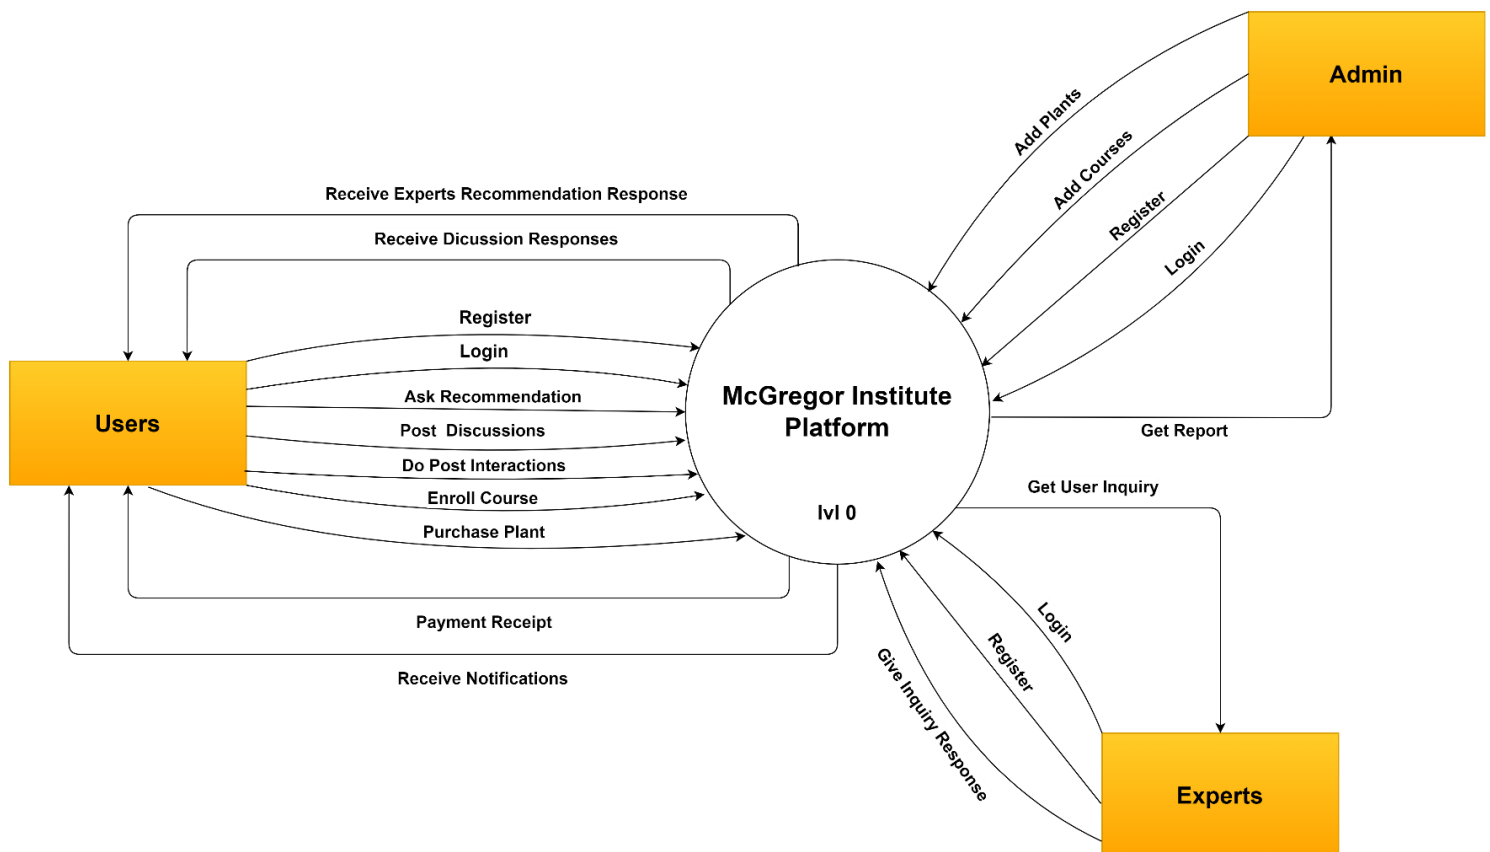 Admin
Add Plants
Add Courses
Register
Login
Receive Experts Recommendation Response
Receive Dicussion Responses
Register
Login
Ask Recommendation
Post Discussions
Do Post Interactions
Enroll Course
Purchase Plant
Users
McGregor Institute
Platform
lvl 0
Get Report
Get User Inquiry
Payment Receipt
Receive Notifications
Login
Register
Give Inquiry Response
Experts